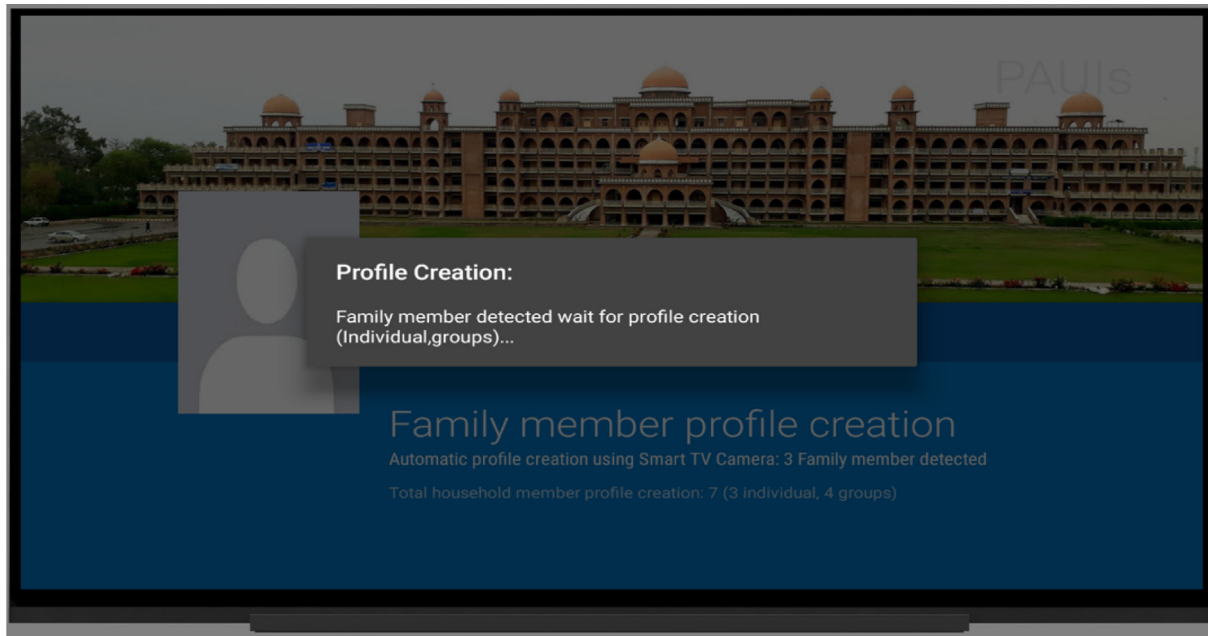 PAUIs
Profile Creation:
Family member detected wait for profile creation
(Individual,groups)...
Family member profile creation
Automatic profile creation using Smart TV Camera: 3 Family member detected
Total household member profile creation: 7 (3 individual, 4 groups)